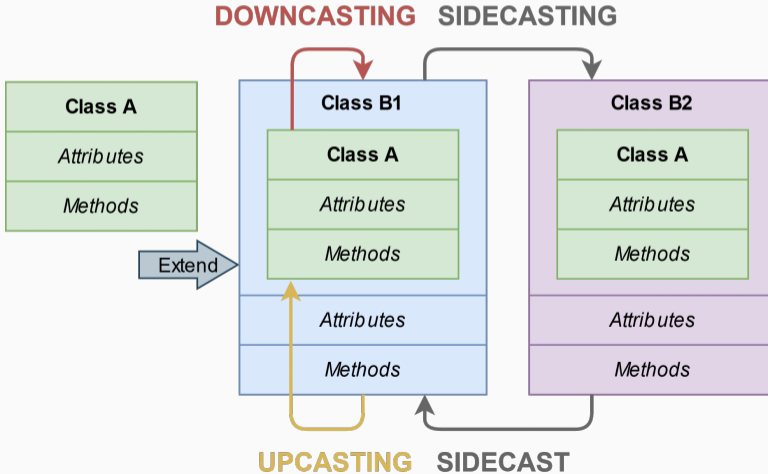 DOWNCASTING SIDECASTING
Class A
Attributes
Methods
Extend
Class B1
Class A
Attributes
Methods
Attributes
Methods
Class B2
Class A
Attributes
Methods
Attributes
Methods
UPCASTING SIDECAST